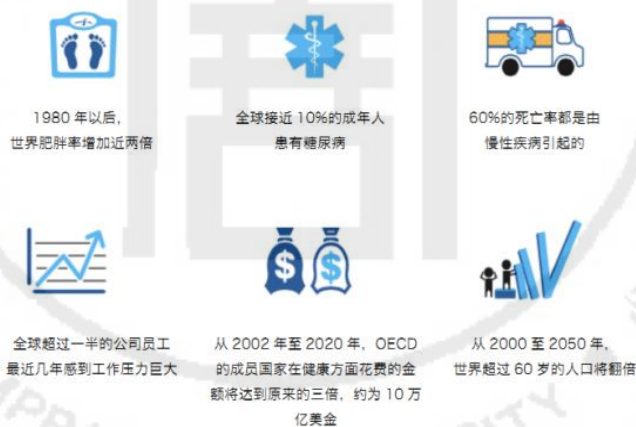 1980 年以后，
世界肥胖率增加近两倍
全球接近 10%的成年人
患有糖尿病
60%的死亡率都是由
慢性疾病引起的
全球超过一半的公司员工
最近几年感到工作压力巨大
从 2002 年至 2020 年，OECD
的成员国家在健康方面花费的金
额将达到原来的三倍，约为 10 万
亿美金
从 2000 至 2050 年，
世界超过 60 岁的人口将翻倍